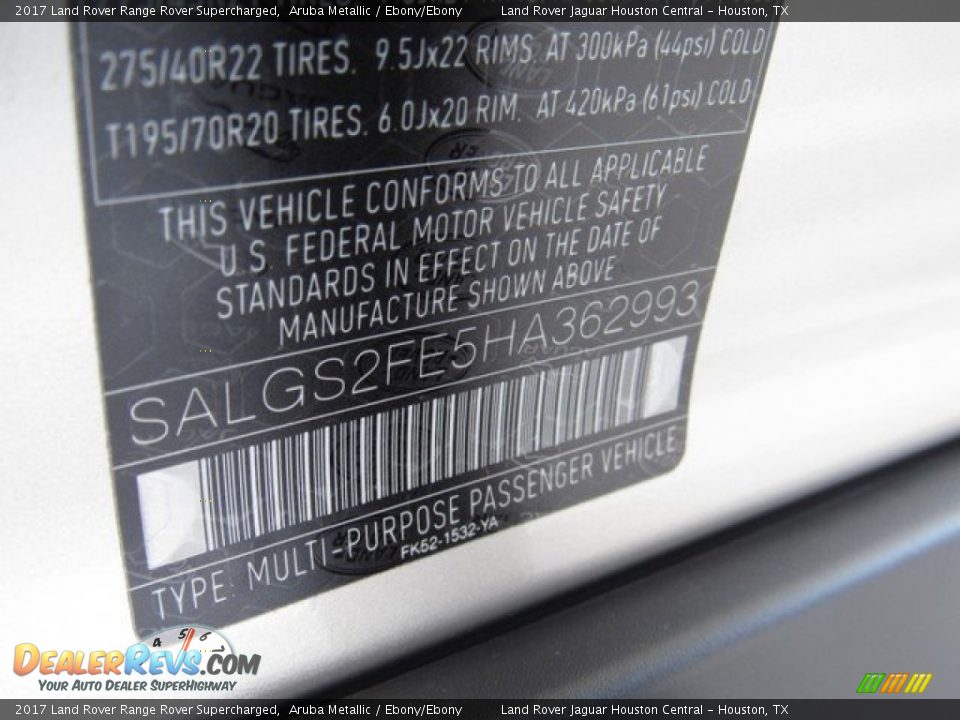 2017 Land Rover Range Rover Supercharged,  Aruba Metallic / Ebony/Ebony          Land Rover Jaguar Houston Central - Houston, TX
275/40R22 TIRES. 9.5Jx22 RIMS. AT 300kPa (44psi) COLD
T195/70R20 TIRES. 6.0Jx20 RIM. AT 420kPa (61psi) COLD
THIS VEHICLE CONFORMS TO ALL APPLICABLE
U.S. FEDERAL MOTOR VEHICLE SAFETY
STANDARDS IN EFFECT ON THE DATE OF
MANUFACTURE SHOWN ABOVE
SALGS2FE5HA362993
TYPE: MULTI-PURPOSE PASSENGER VEHICLE
FK52-1532-YA
4 5 6
DEALERREVS.COM
YOUR AUTO DEALER SUPERHIGHWAY
2017 Land Rover Range Rover Supercharged,  Aruba Metallic / Ebony/Ebony          Land Rover Jaguar Houston Central - Houston, TX